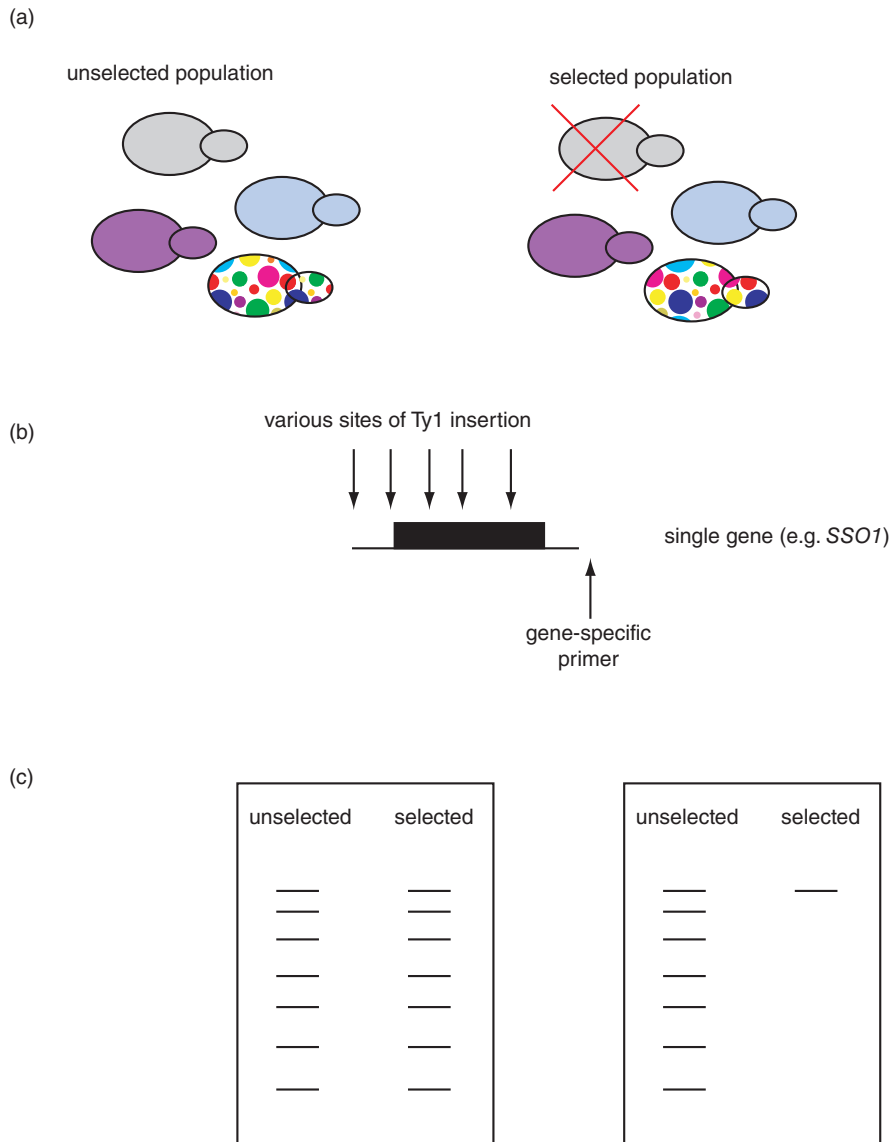 (a)
unselected population
selected population
(b)
various sites of Ty1 insertion
single gene (e.g. SSO1)
gene-specific
primer
(c)
unselected selected
unselected selected